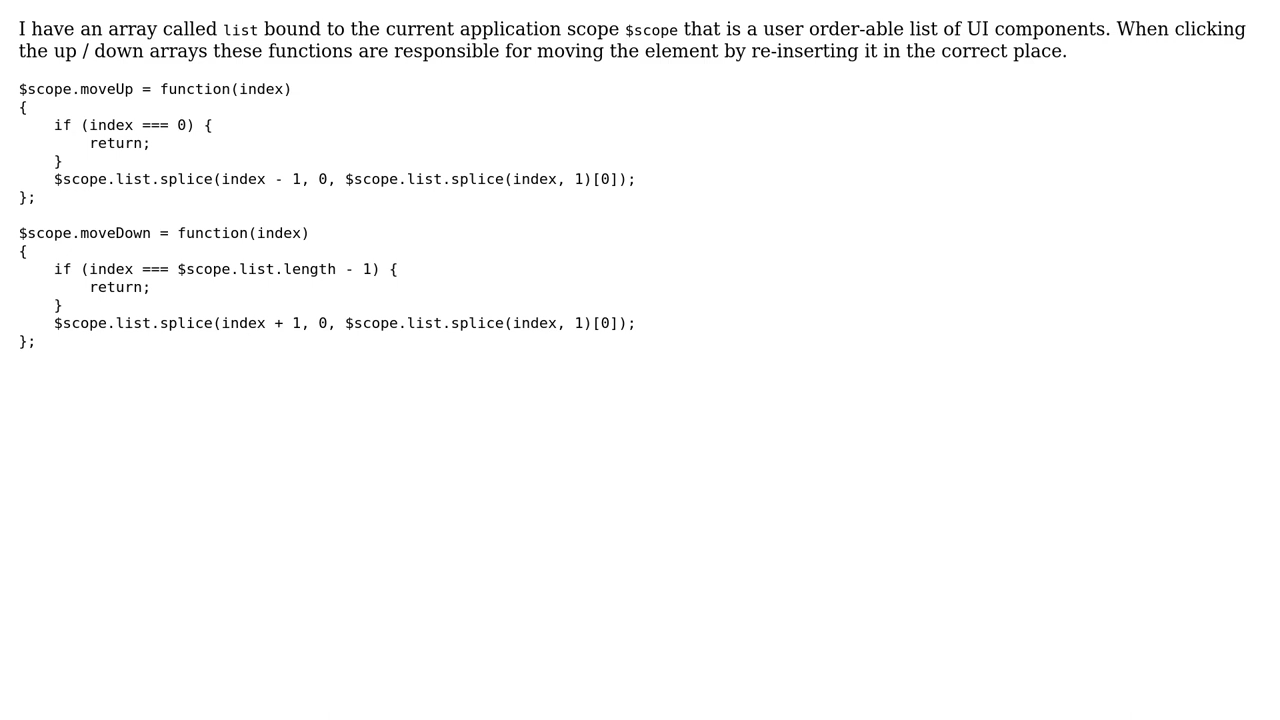 I have an array called list bound to the current application scope $scope that is a user order-able list of UI components. When clicking
the up / down arrays these functions are responsible for moving the element by re-inserting it in the correct place.
$scope.moveUp = function(index)
{
    if (index === 0) {
        return;
    }
    $scope.list.splice(index - 1, 0, $scope.list.splice(index, 1)[0]);
};
$scope.moveDown = function(index)
{
    if (index === $scope.list.length - 1) {
        return;
    }
    $scope.list.splice(index + 1, 0, $scope.list.splice(index, 1)[0]);
};